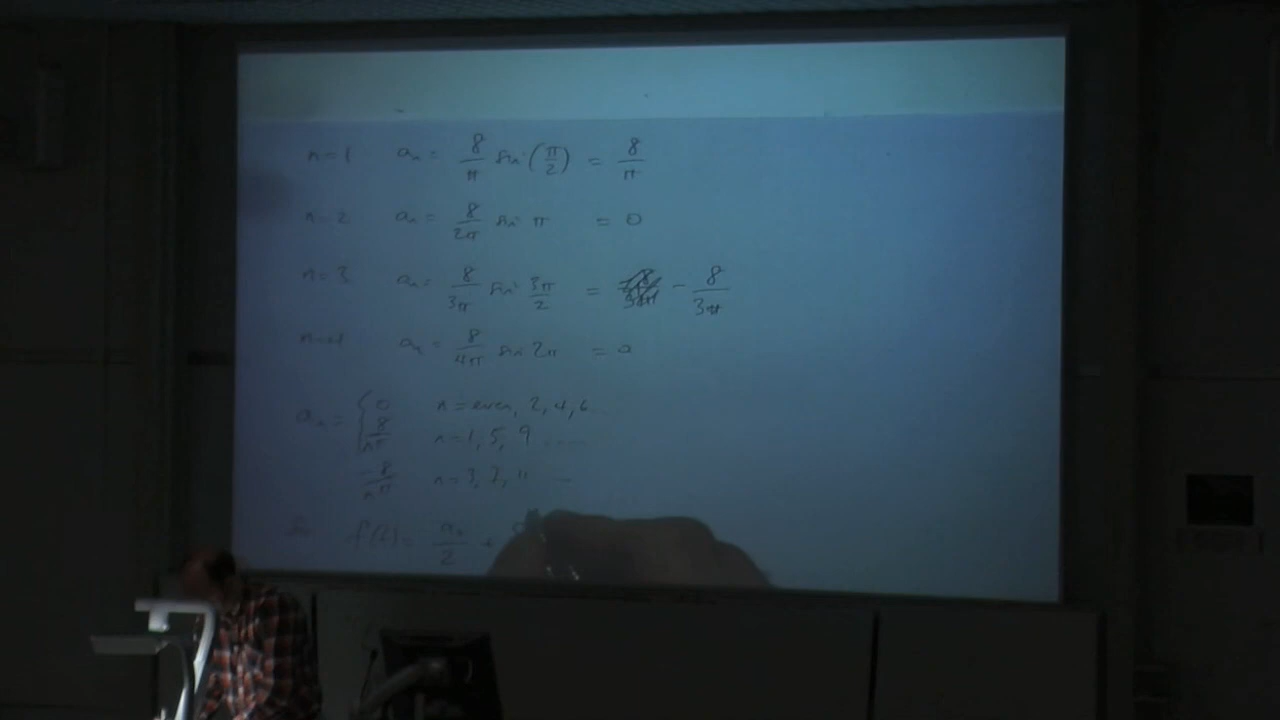 n=1 aₙ = 8/π sin(π/2) = 8/π
n=2 aₙ = 8/2π sin π = 0
n=3 aₙ = 8/3π sin 3π/2 = - 8/3π
n=4 aₙ = 8/4π sin 2π = 0
aₙ = { 0 n=even, 2, 4, 6
8/nπ n=1, 5, 9 ....
-8/nπ n=3, 7, 11 —
f(t) = a₀/2 +